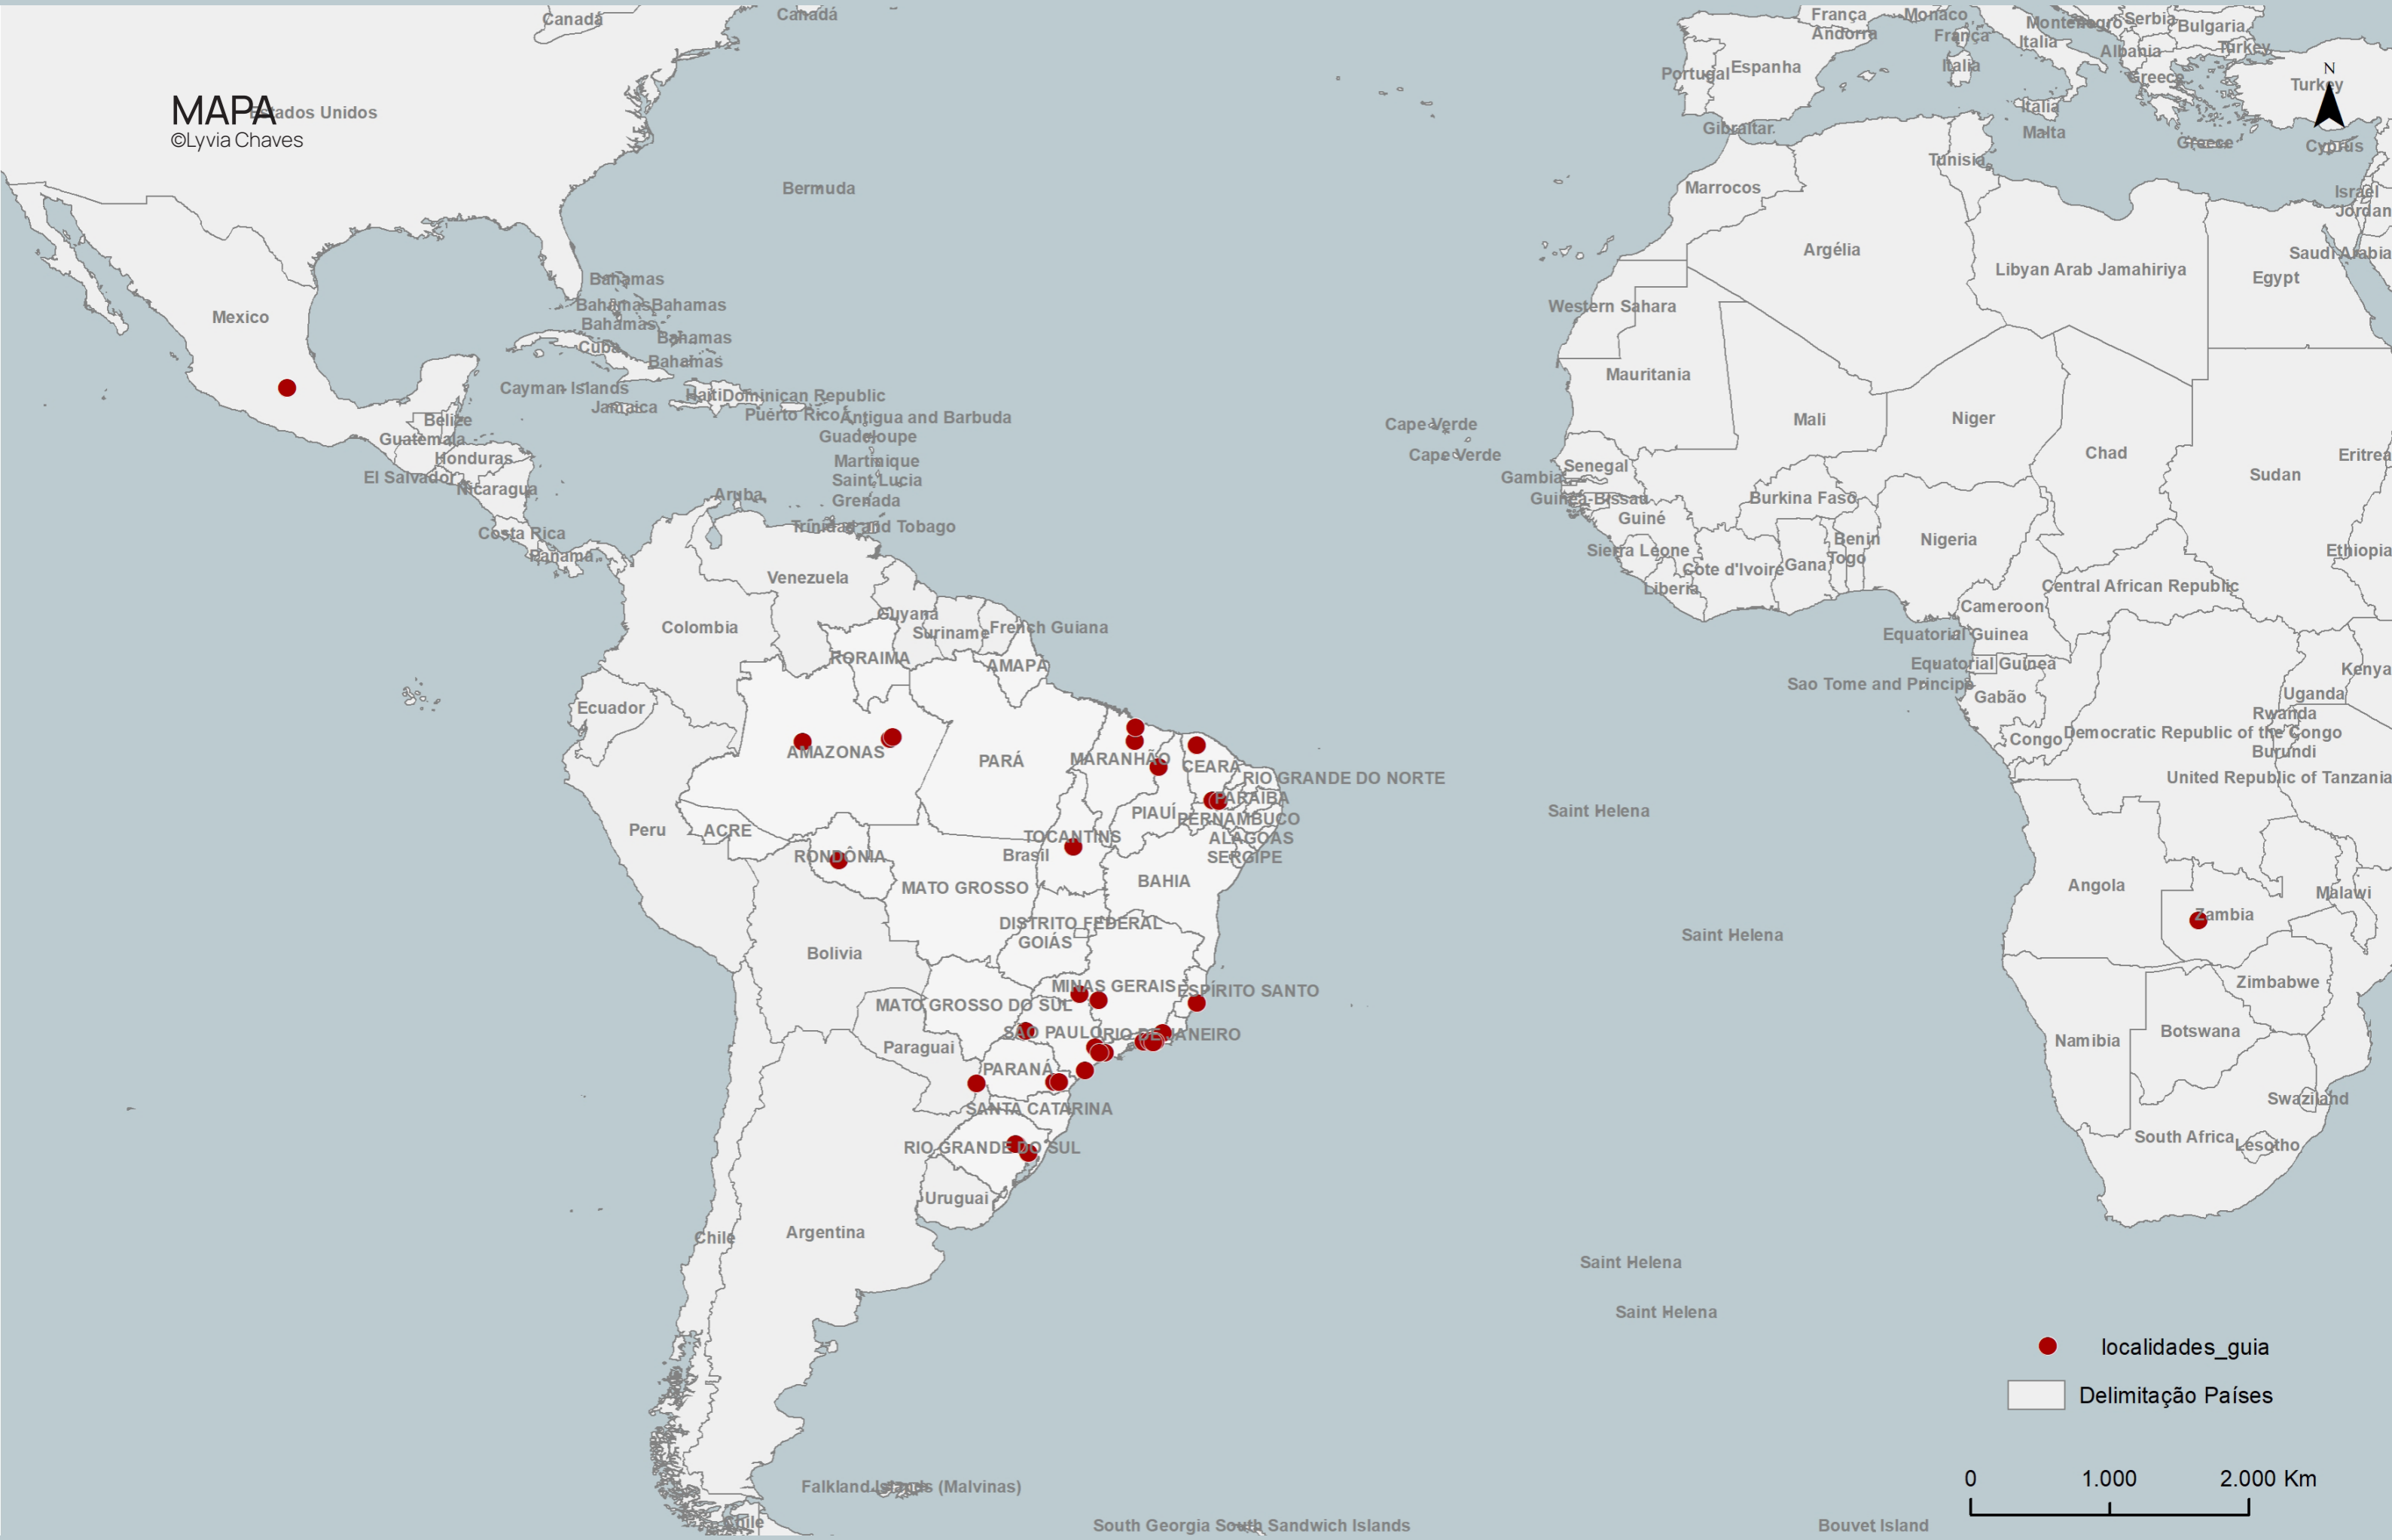 Canadá
Canadá
MAPA
©Lyvia Chaves
Estados Unidos
França
Andorra
Monaco
França
Italia
Italia
Montenegro
Serbia
Bulgaria
Albania
Turkey
Greece
Portugal
Espanha
N
Turkey
Italia
Malta
Greece
Cyprus
Gibraltar
Tunisia
Marrocos
Israel
Jordan
Bermuda
Argélia
Libyan Arab Jamahiriya
Egypt
Saudi Arabia
Western Sahara
Bahamas
Bahamas
Bahamas
Bahamas
Bahamas
Bahamas
Mexico
Cuba
Cayman Islands
Jamaica
Haiti
Dominican Republic
Puerto Rico
Antigua and Barbuda
Guadeloupe
Martinique
Saint Lucia
Grenada
Aruba
Trinidad and Tobago
Belize
Guatemala
Honduras
El Salvador
Nicaragua
Costa Rica
Panama
Mauritania
Mali
Niger
Chad
Sudan
Eritrea
Cape Verde
Cape Verde
Senegal
Gambia
Guinea-Bissau
Guiné
Burkina Faso
Sierra Leone
Liberia
Cote d'Ivoire
Gana
Togo
Benin
Nigeria
Ethiopia
Central African Republic
Cameroon
Equatorial Guinea
Equatorial Guinea
Sao Tome and Principe
Gabão
Congo
Democratic Republic of the Congo
Uganda
Kenya
Rwanda
Burundi
United Republic of Tanzania
Venezuela
Colombia
Guyana
Suriname
French Guiana
RORAIMA
AMAPÁ
Ecuador
AMAZONAS
PARÁ
MARANHÃO
CEARÁ
RIO GRANDE DO NORTE
PARAÍBA
PIAUÍ
PERNAMBUCO
ALAGOAS
SERGIPE
Peru
ACRE
TOCANTINS
Brasil
RONDÔNIA
MATO GROSSO
BAHIA
DISTRITO FEDERAL
GOIÁS
Bolivia
MINAS GERAIS
ESPÍRITO SANTO
MATO GROSSO DO SUL
SÃO PAULO
RIO DE JANEIRO
Paraguai
PARANÁ
SANTA CATARINA
RIO GRANDE DO SUL
Uruguai
Argentina
Chile
Saint Helena
Saint Helena
Angola
Zambia
Malawi
Zimbabwe
Botswana
Namibia
Swaziland
South Africa
Lesotho
Saint Helena
Saint Helena
localidades_guia
Delimitação Países
0 1.000 2.000 Km
Falkland Islands (Malvinas)
Chile
South Georgia South Sandwich Islands
Bouvet Island